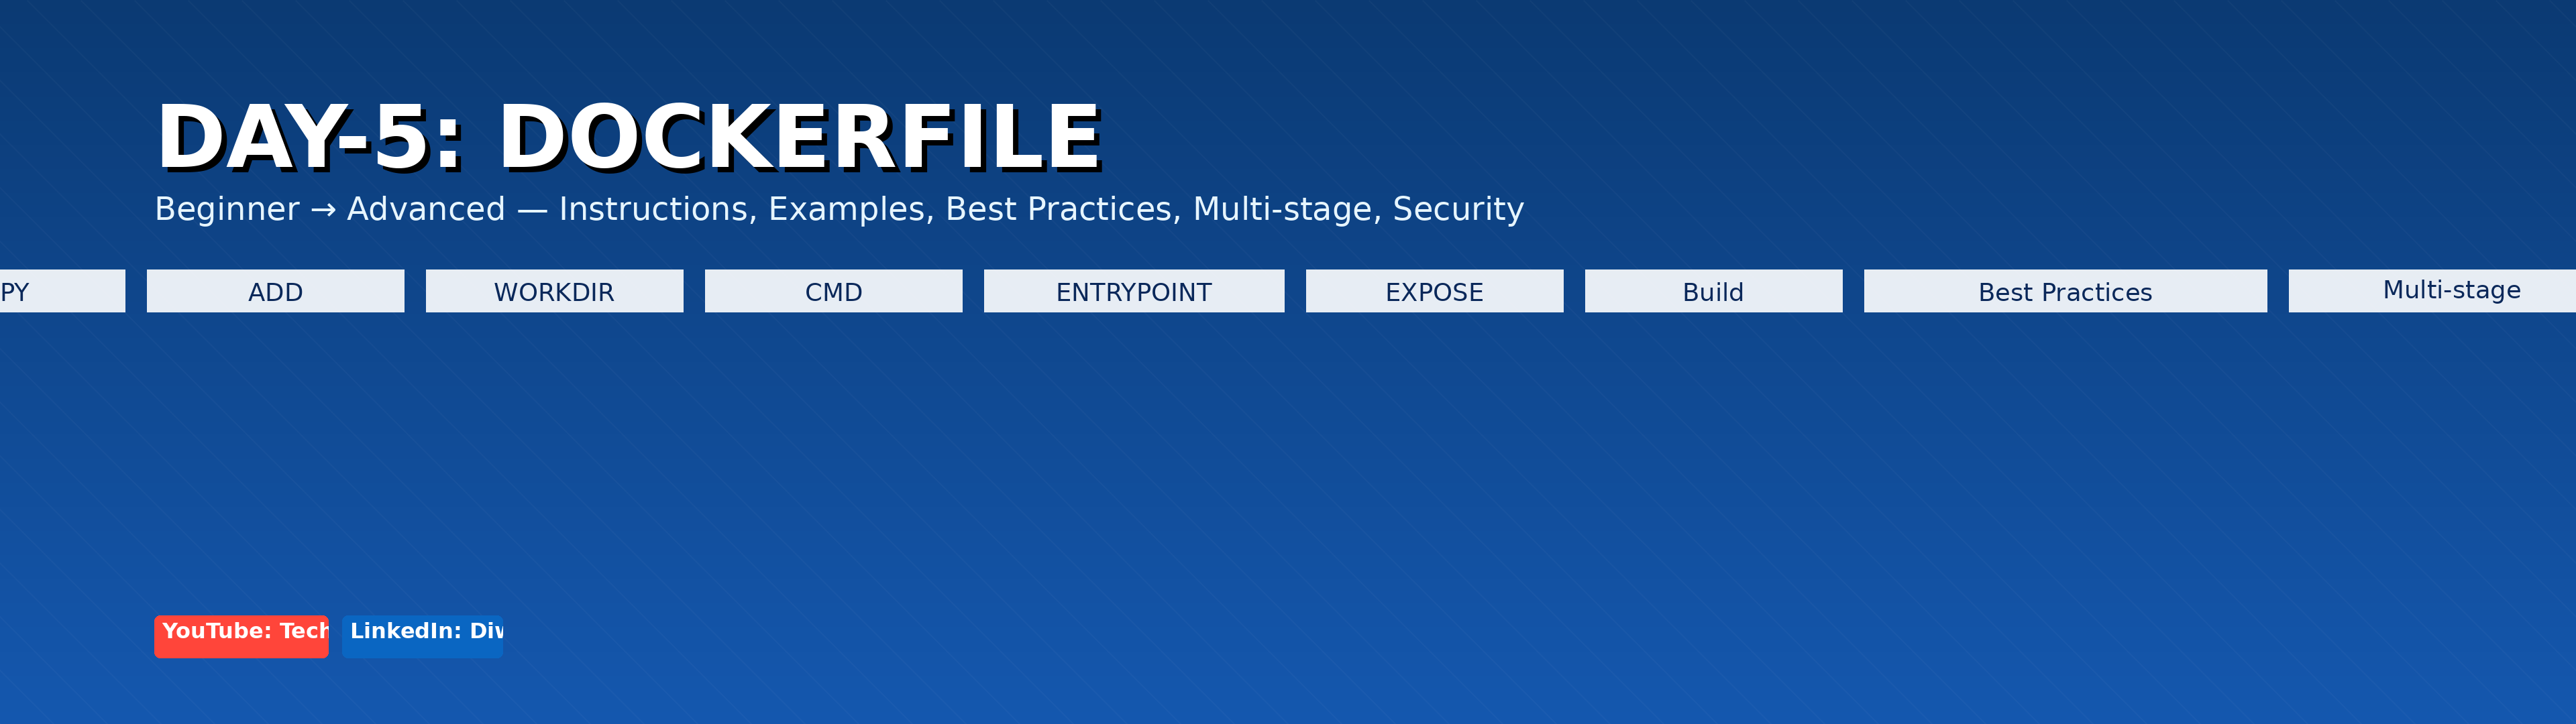 DAY-5: DOCKERFILE
Beginner → Advanced — Instructions, Examples, Best Practices, Multi-stage, Security
PY ADD WORKDIR CMD ENTRYPOINT EXPOSE Build Best Practices Multi-stage
YouTube: Tech LinkedIn: Div